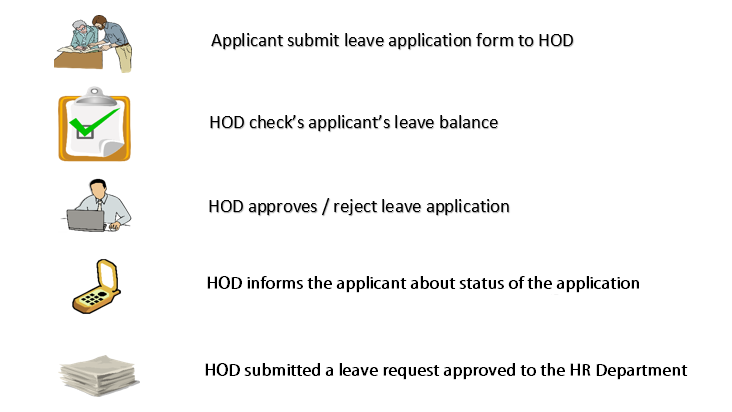 Applicant submit leave application form to HOD
HOD check's applicant's leave balance
HOD approves / reject leave application
HOD informs the applicant about status of the application
HOD submitted a leave request approved to the HR Department